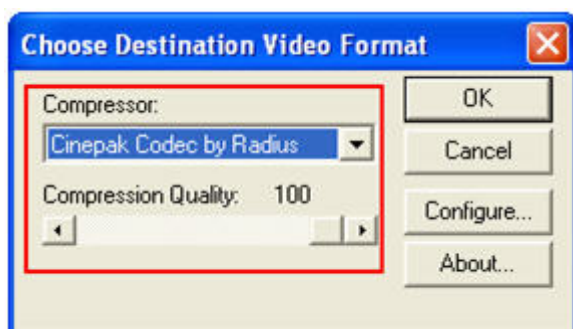 Choose Destination Video Format
Compressor:
Cinepak Codec by Radius
Compression Quality: 100
OK
Cancel
Configure...
About...